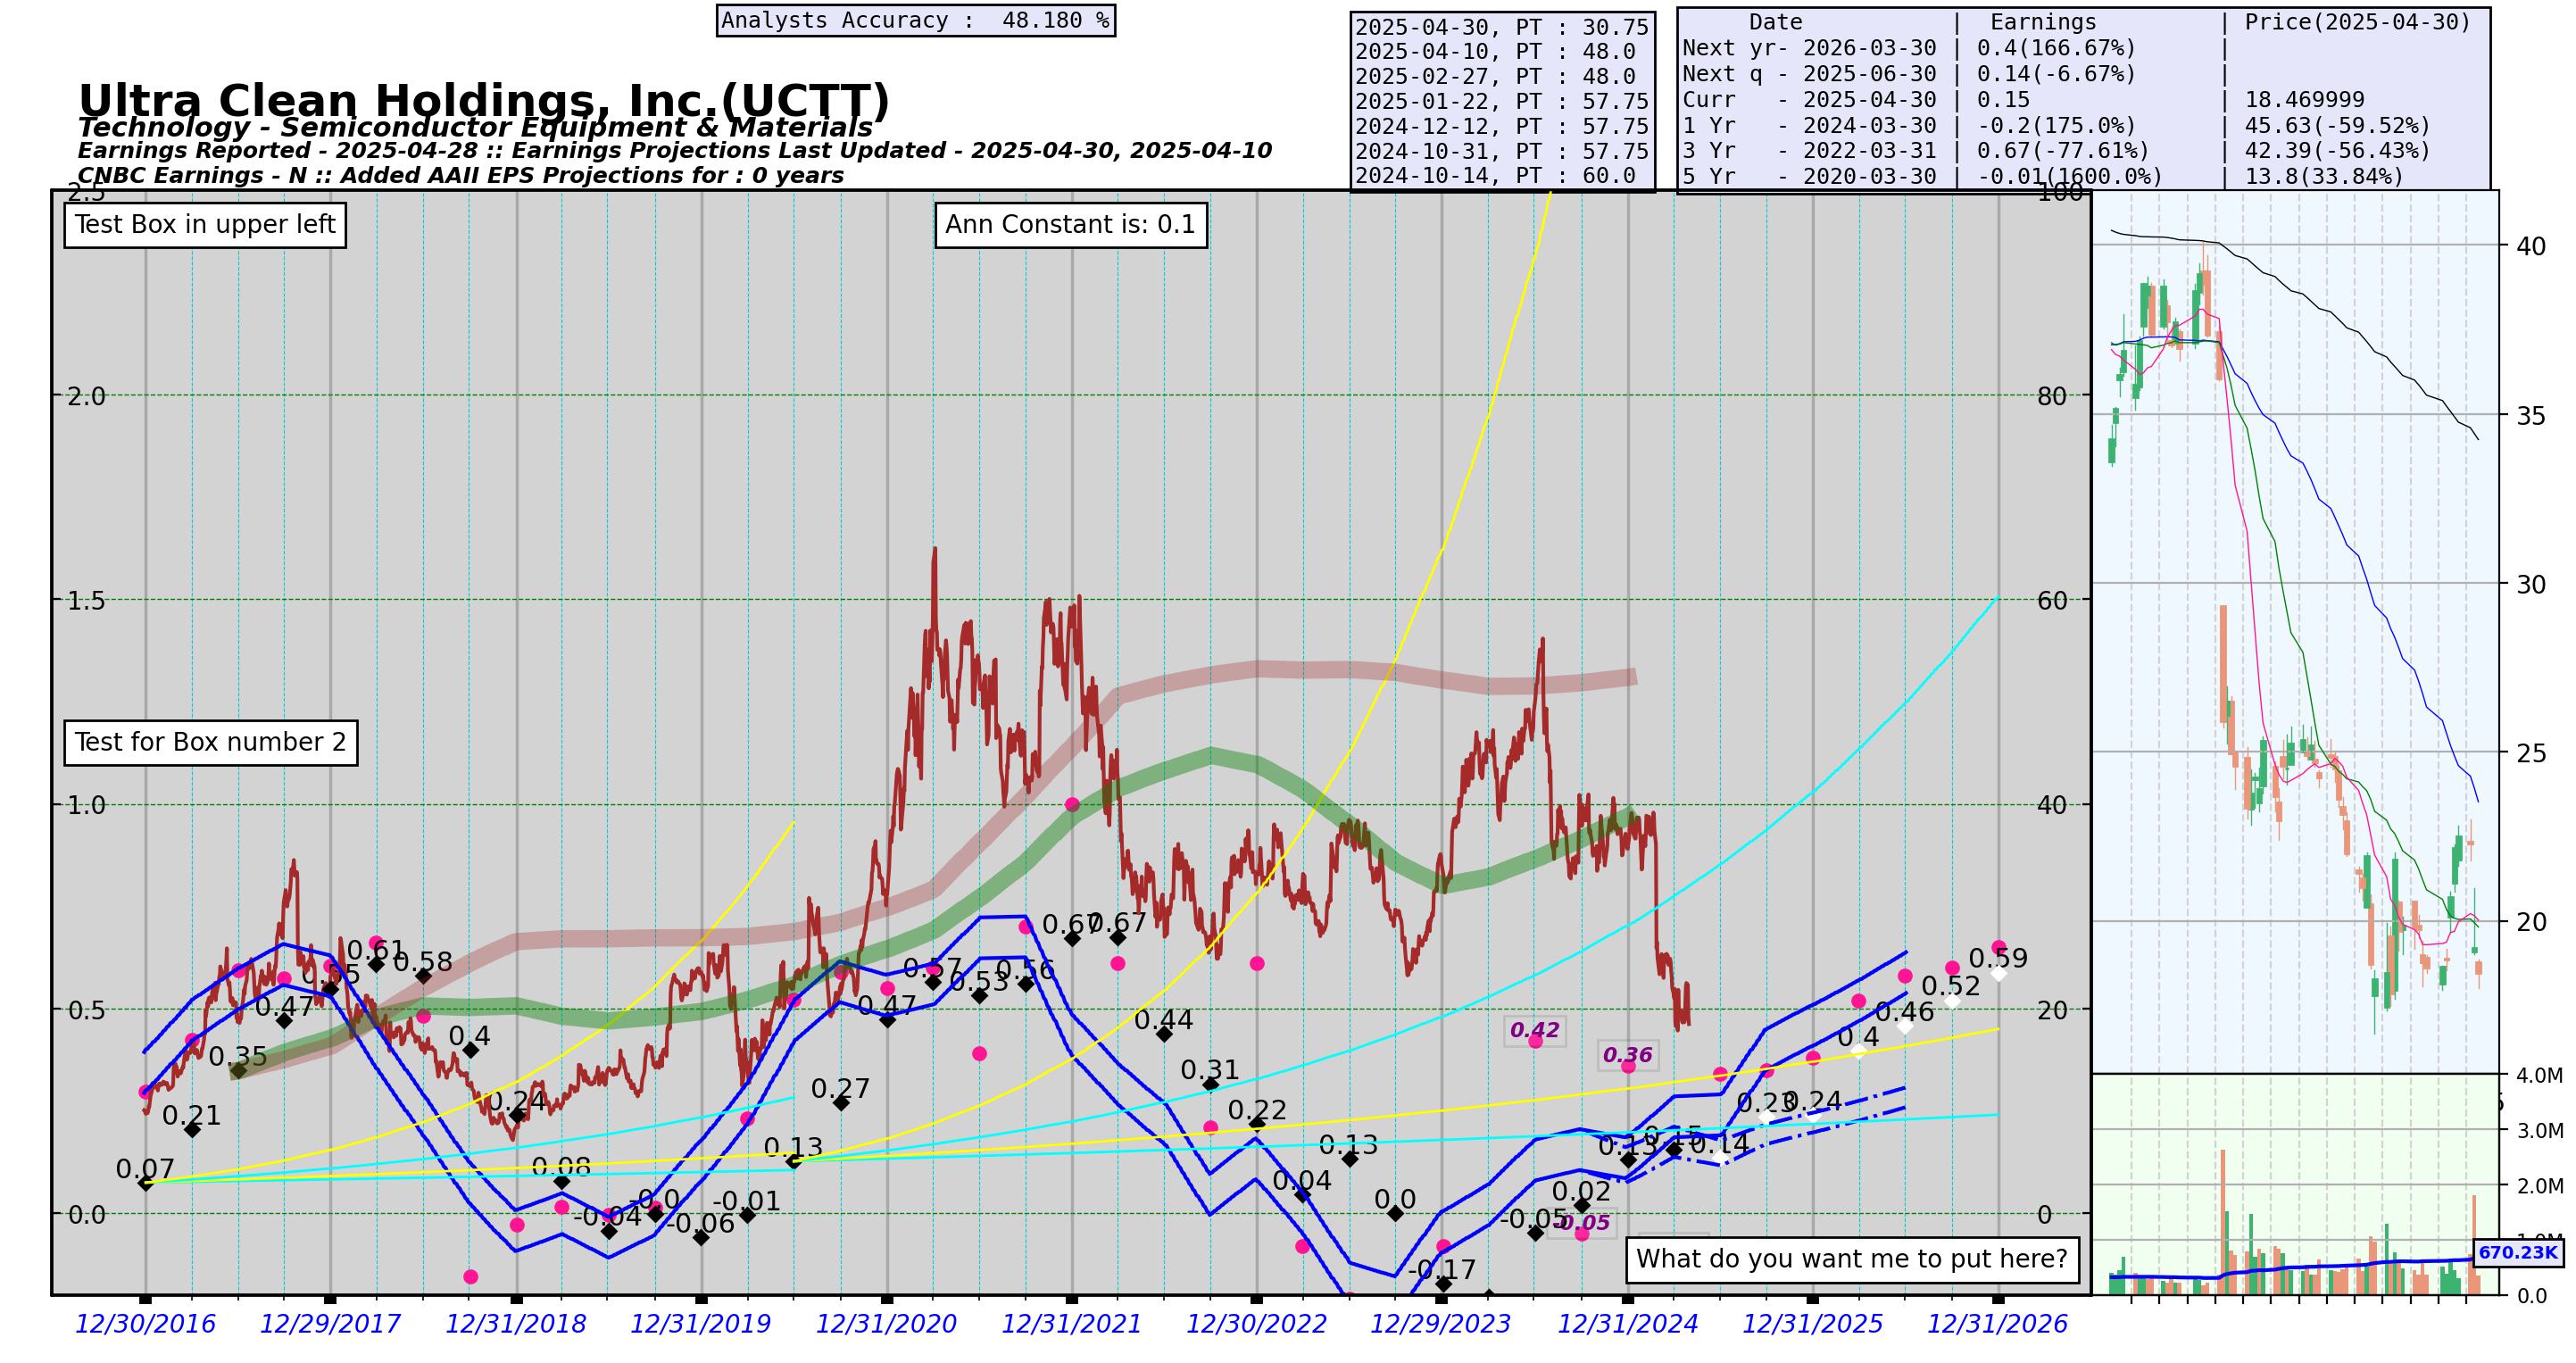 Analysts Accuracy :  48.180 %
Ultra Clean Holdings, Inc.(UCTT)
Technology - Semiconductor Equipment & Materials
Earnings Reported - 2025-04-28 :: Earnings Projections Last Updated - 2025-04-30, 2025-04-10
CNBC Earnings - N :: Added AAII EPS Projections for : 0 years
2025-04-30, PT : 30.75
2025-04-10, PT : 48.0
2025-02-27, PT : 48.0
2025-01-22, PT : 57.75
2024-12-12, PT : 57.75
2024-10-31, PT : 57.75
2024-10-14, PT : 60.0
Date | Earnings | Price(2025-04-30)
Next yr- 2026-03-30 | 0.4(166.67%) |
Next q - 2025-06-30 | 0.14(-6.67%) |
Curr - 2025-04-30 | 0.15 | 18.469999
1 Yr - 2024-03-30 | -0.2(175.0%) | 45.63(-59.52%)
3 Yr - 2022-03-31 | 0.67(-77.61%) | 42.39(-56.43%)
5 Yr - 2020-03-30 | -0.01(1600.0%) | 13.8(33.84%)
Test Box in upper left
Ann Constant is: 0.1
Test for Box number 2
What do you want me to put here?
2.5
2.0
1.5
1.0
0.5
0.0
100
80
60
40
20
0
0.07
0.21
0.35
0.47
0.61
0.58
0.4
0.24
0.08
-0.04
-0.0
-0.06
-0.01
0.13
0.27
0.47
0.57
0.53
0.56
0.67
0.67
0.44
0.31
0.22
0.04
0.13
0.0
-0.17
-0.05
0.02
0.42
-0.05
0.36
0.13
0.15
0.14
0.23
0.24
0.4
0.46
0.52
0.59
40
35
30
25
20
4.0M
3.0M
2.0M
670.23K
0.0
12/30/2016
12/29/2017
12/31/2018
12/31/2019
12/31/2020
12/31/2021
12/30/2022
12/29/2023
12/31/2024
12/31/2025
12/31/2026